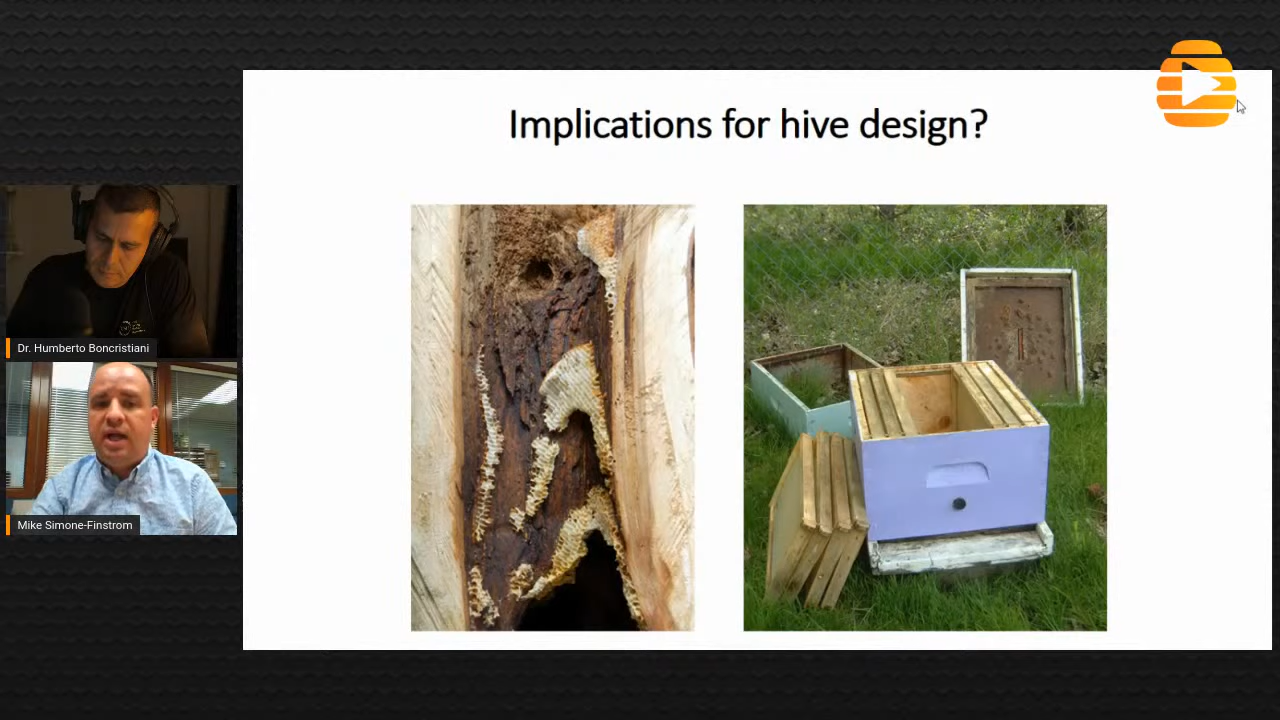 Implications for hive design?
Dr. Humberto Boncristiani
Mike Simone-Finstrom